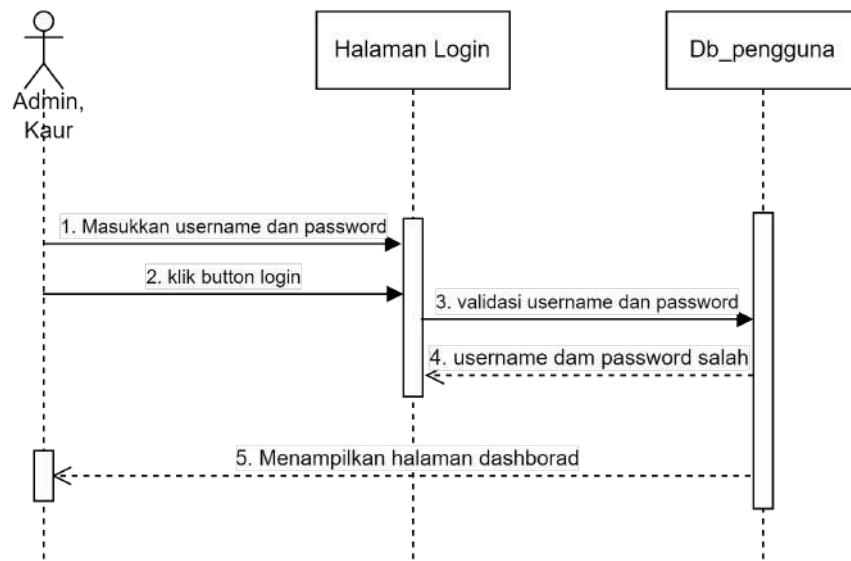 Halaman Login
Db_pengguna
Admin,
Kaur
1. Masukkan username dan password
2. klik button login
3. validasi username dan password
4. username dam password salah
5. Menampilkan halaman dashborad